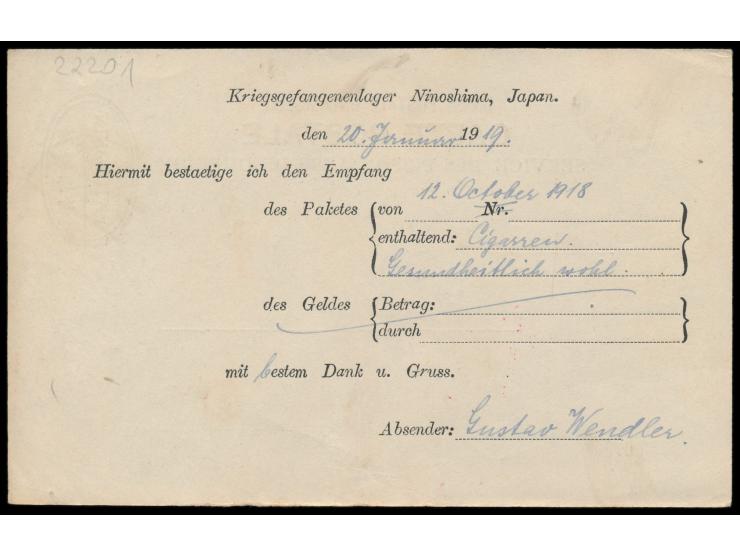 22201
Kriegsgefangenenlager Ninoshima, Japan.
den 20. Januar 1919.
Hiermit bestaetige ich den Empfang
des Paketes von 12. October 1918 Nr.
enthaltend: Cigarren.
Gesundheitlich wohl.
des Geldes Betrag:
durch
mit bestem Dank u. Gruss.
Absender: Gustav Wendler.